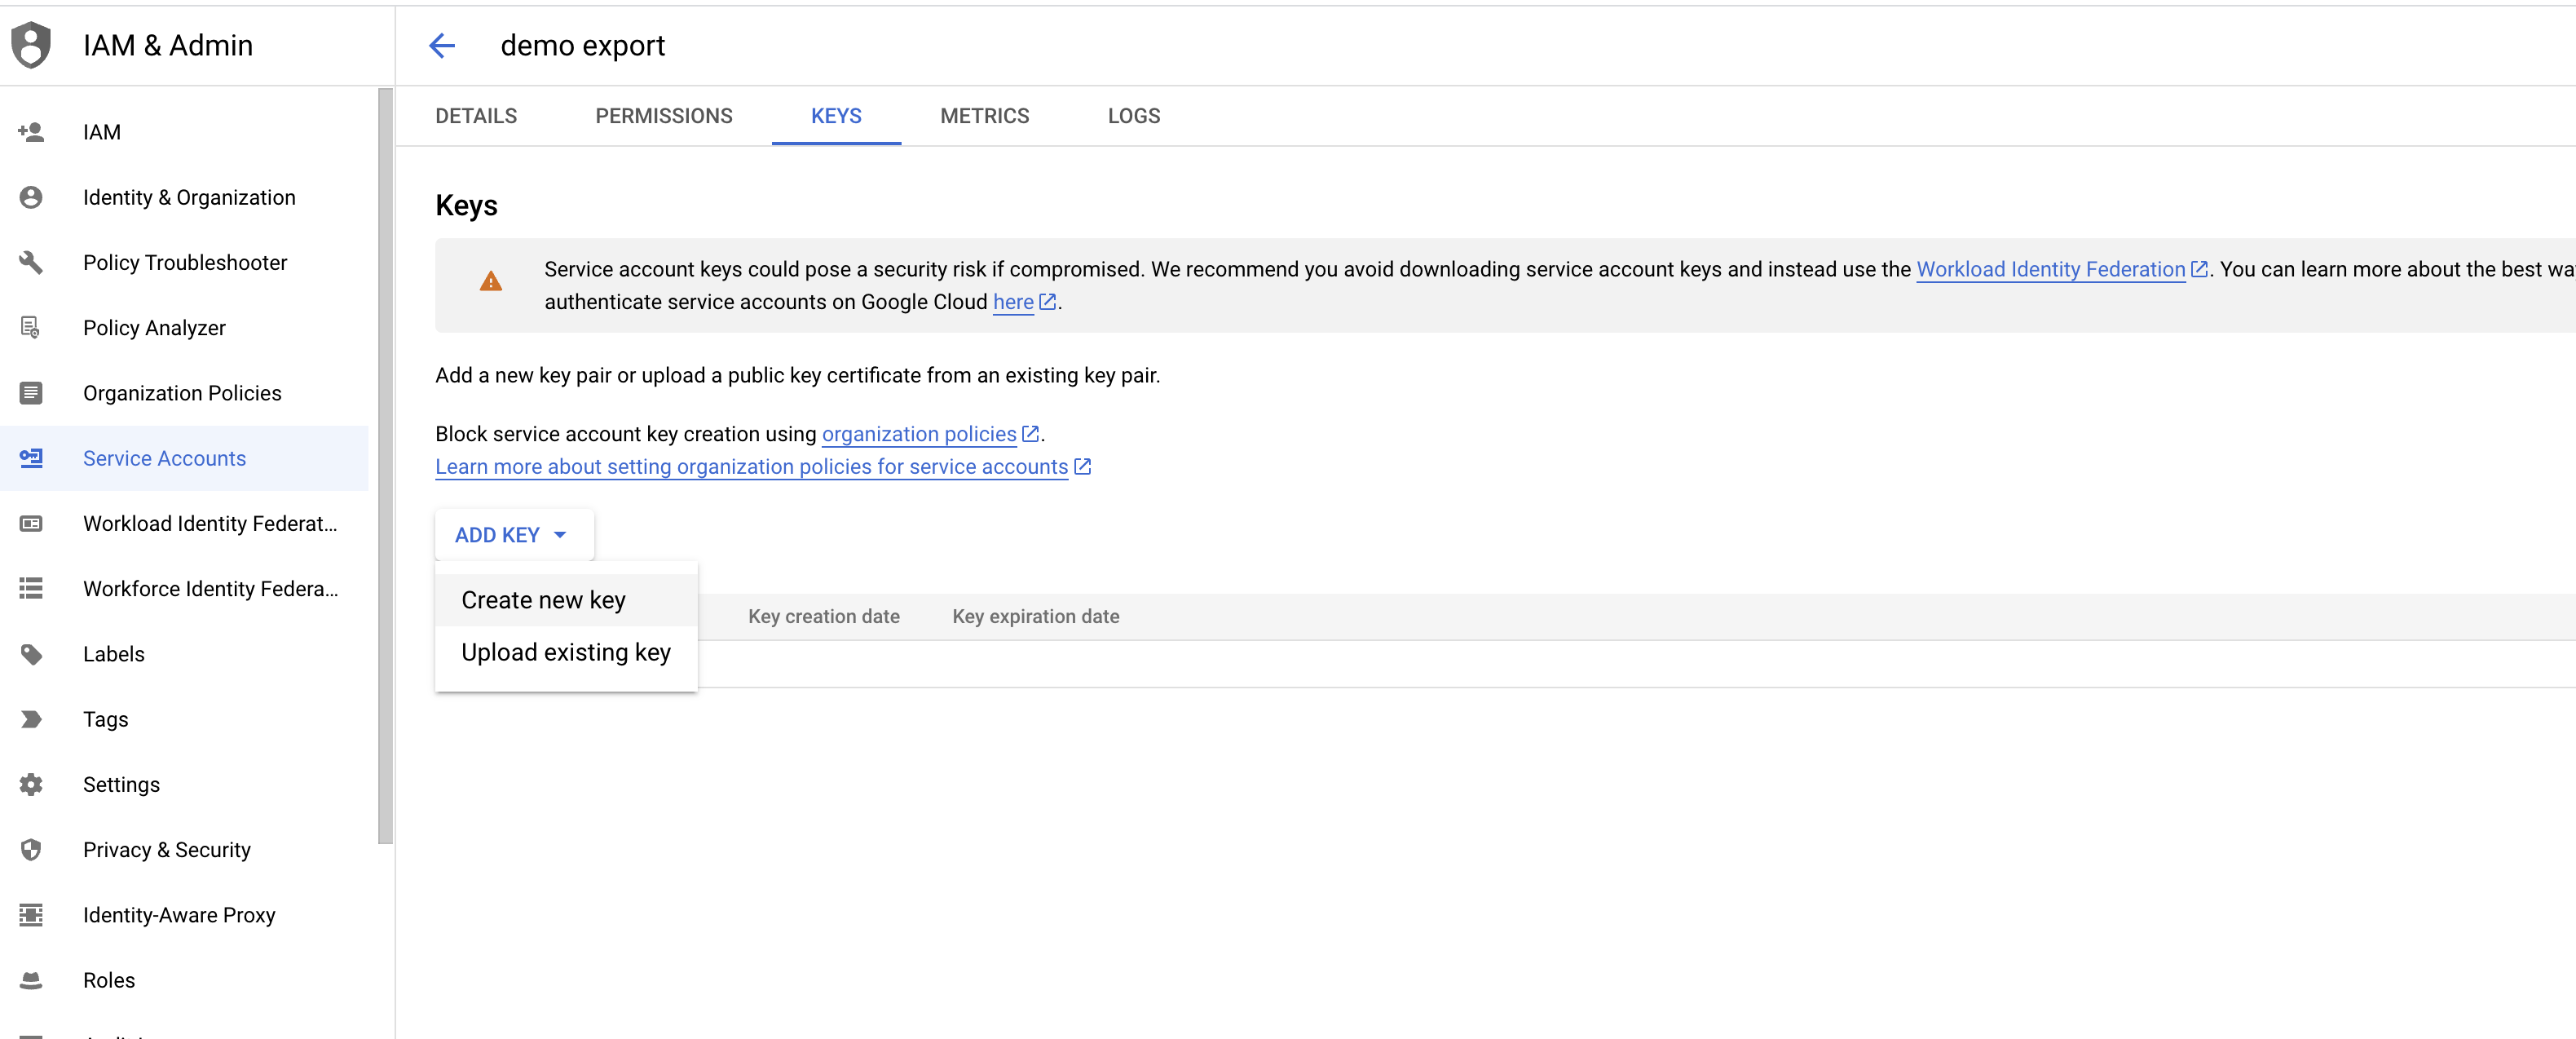 IAM & Admin
demo export
IAM
Identity & Organization
Policy Troubleshooter
Policy Analyzer
Organization Policies
Service Accounts
Workload Identity Federat...
Workforce Identity Federa...
Labels
Tags
Settings
Privacy & Security
Identity-Aware Proxy
Roles
DETAILS PERMISSIONS KEYS METRICS LOGS
Keys
Service account keys could pose a security risk if compromised. We recommend you avoid downloading service account keys and instead use the Workload Identity Federation. You can learn more about the best
authenticate service accounts on Google Cloud here.
Add a new key pair or upload a public key certificate from an existing key pair.
Block service account key creation using organization policies.
Learn more about setting organization policies for service accounts
ADD KEY
Create new key
Upload existing key
Key creation date Key expiration date